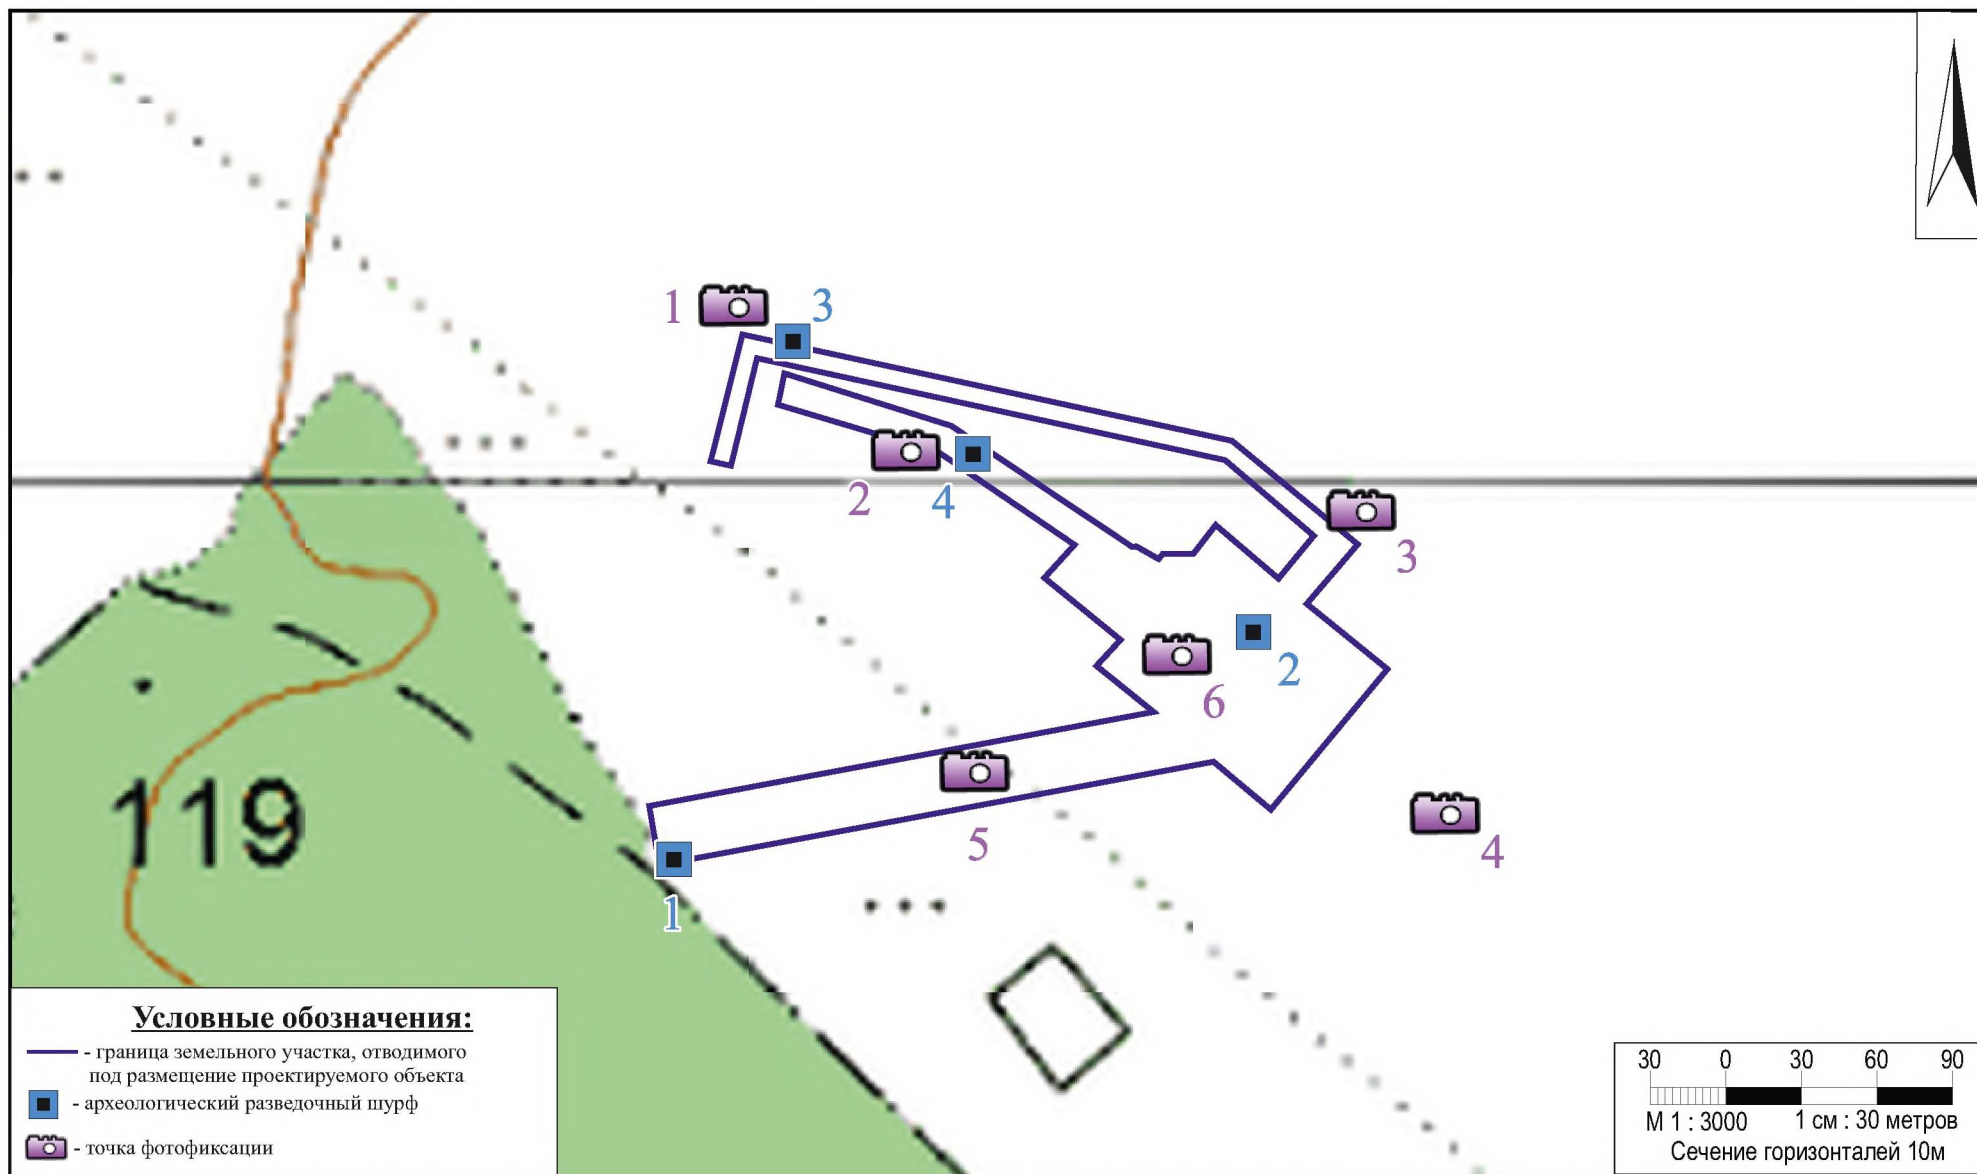 1
3
2
4
3
6
2
5
4
1
119
Условные обозначения:
- граница земельного участка, отводимого
под размещение проектируемого объекта
- археологический разведочный шурф
- точка фотофиксации
30 0 30 60 90
М 1 : 3000 1 см : 30 метров
Сечение горизонталей 10м